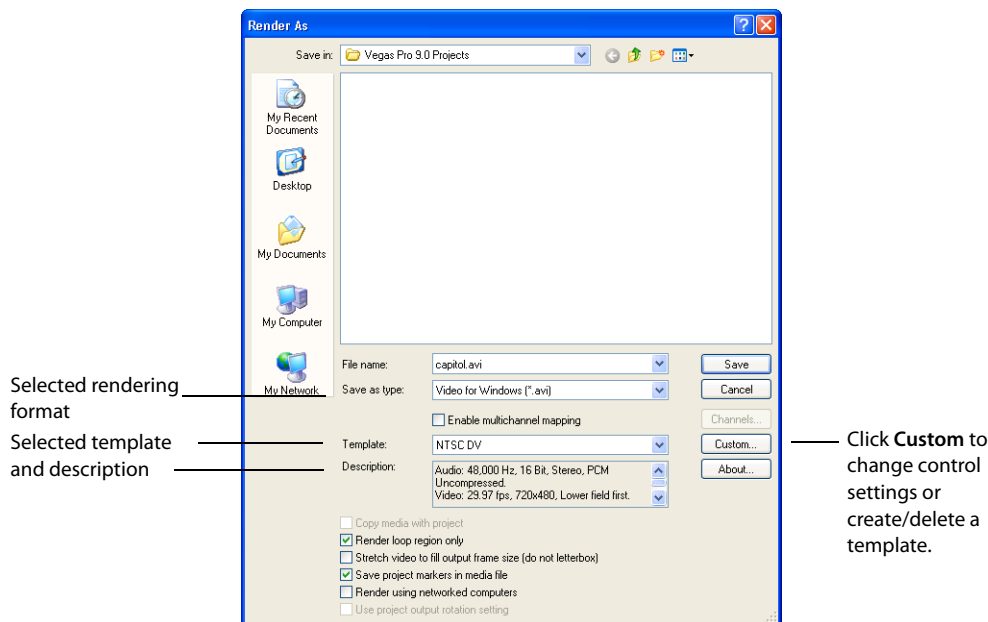 Render As
Save in:
Vegas Pro 9.0 Projects
My Recent
Documents
Desktop
My Documents
My Computer
My Network
File name:
capitol.avi
Save
Save as type:
Video for Windows (*.avi)
Cancel
Enable multichannel mapping
Channels...
Template:
NTSC DV
Custom...
Description:
Audio: 48,000 Hz, 16 Bit, Stereo, PCM
Uncompressed.
Video: 29.97 fps, 720x480, Lower field first.
About...
Copy media with project
Render loop region only
Stretch video to fill output frame size (do not letterbox)
Save project markers in media file
Render using networked computers
Use project output rotation setting
Selected rendering
format
Selected template
and description
Click Custom to
change control
settings or
create/delete a
template.